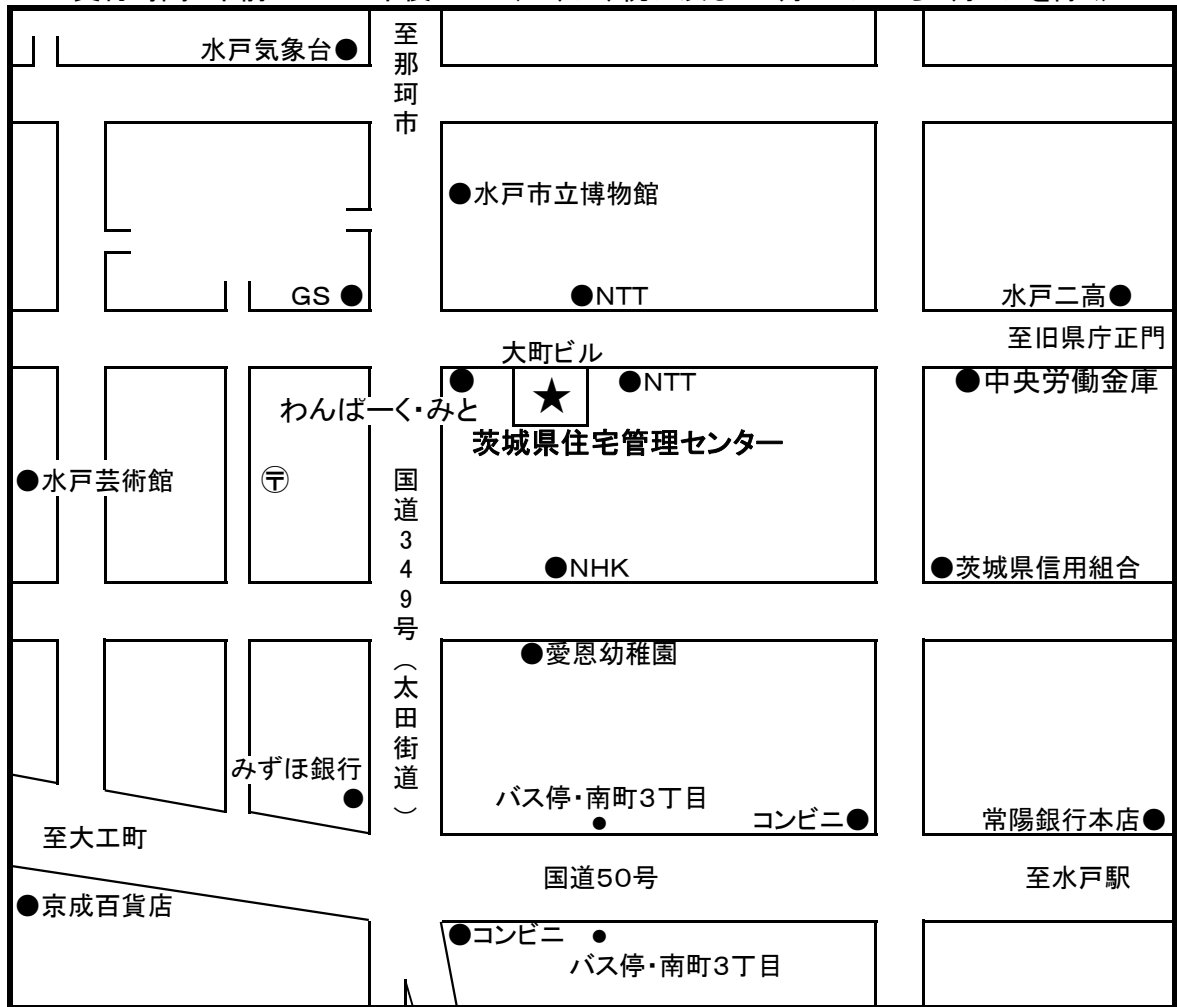 水戸気象台●
至那珂市
●水戸市立博物館
GS ●
●NTT
水戸二高●
至旧県庁正門
大町ビル
★
●NTT
●中央労働金庫
わんぱーく・みと
茨城県住宅管理センター
●水戸芸術館
〶
国道349号(太田街道)
●NHK
●茨城県信用組合
●愛恩幼稚園
みずほ銀行
バス停・南町3丁目
コンビニ●
常陽銀行本店●
至大工町
国道50号
至水戸駅
●京成百貨店
●コンビニ
バス停・南町3丁目